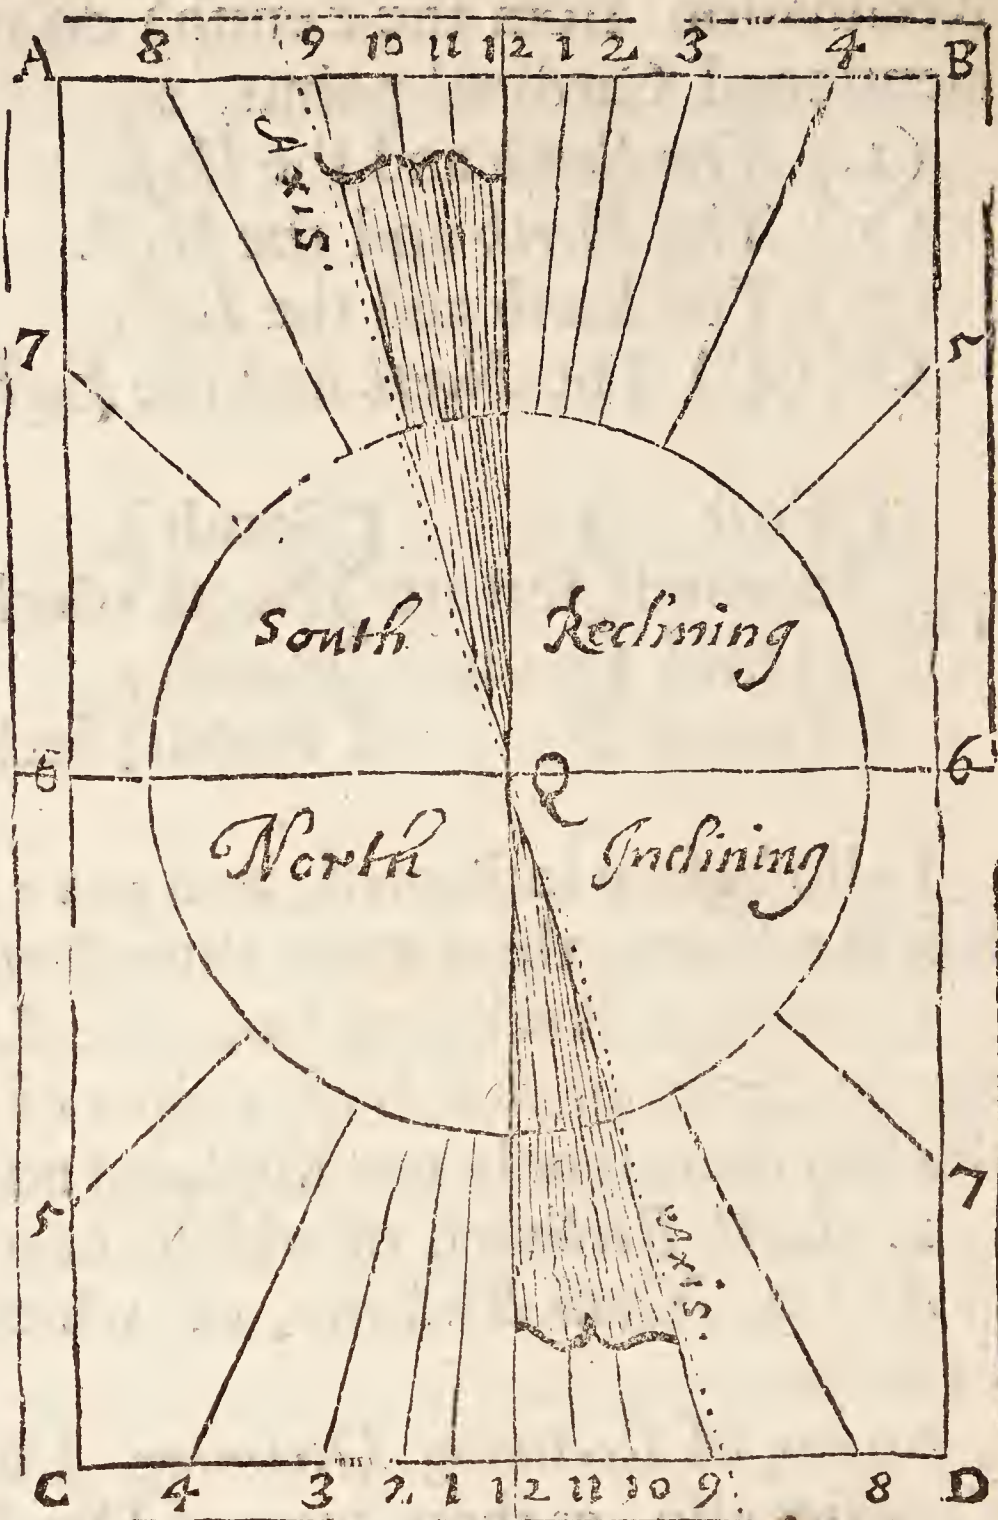 A 8 9 10 11 12 1 2 3 4 B
Axis.
7 5
South Reclining
6 Q 6
North Inclining
5 7
Axis.
C 4 3 2 1 12 11 10 9 8 D